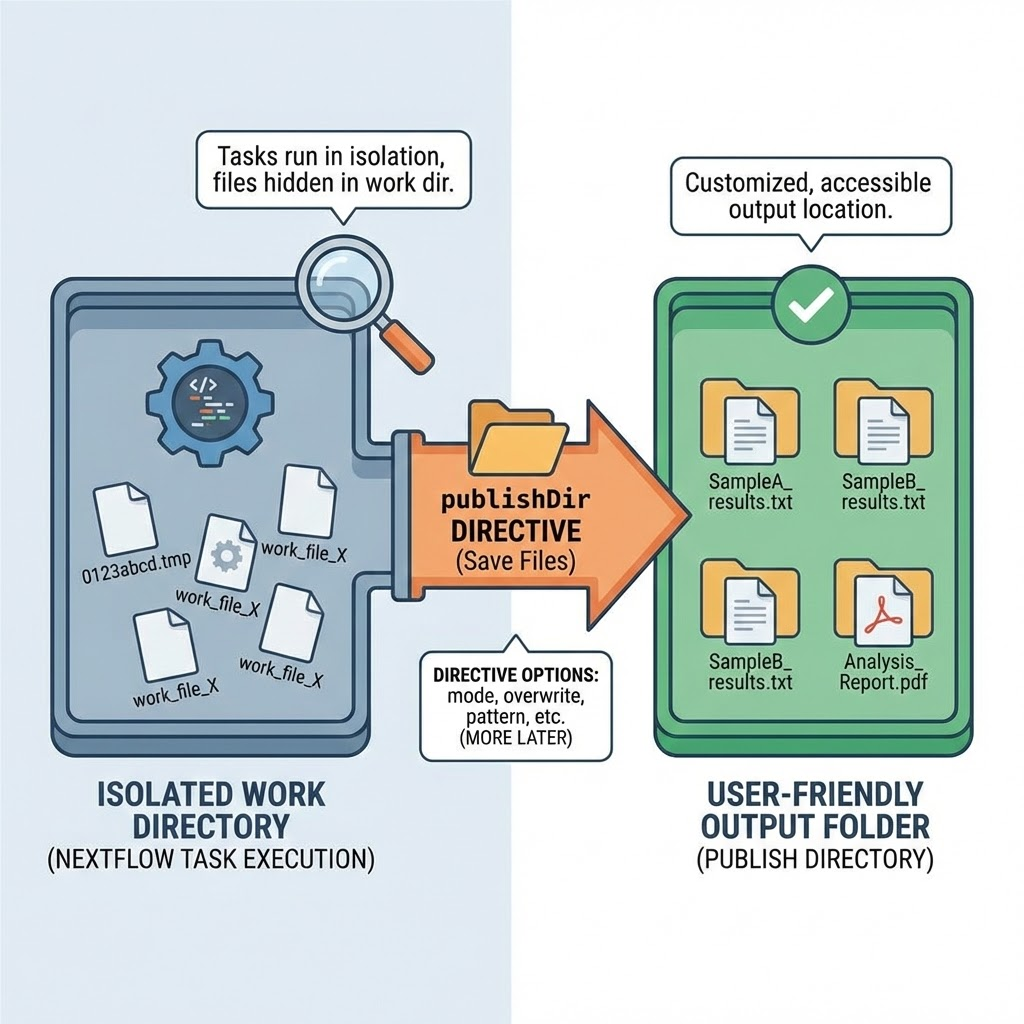 Tasks run in isolation,
files hidden in work dir.
Customized, accessible
output location.
</>
0123abcd.tmp
work_file_X
work_file_X
work_file_X
work_file_X
publishDir
DIRECTIVE
(Save Files)
DIRECTIVE OPTIONS:
mode, overwrite,
pattern, etc.
(MORE LATER)
SampleA_
results.txt
SampleB_
results.txt
SampleB_
results.txt
Analysis_
Report.pdf
ISOLATED WORK
DIRECTORY
(NEXTFLOW TASK EXECUTION)
USER-FRIENDLY
OUTPUT FOLDER
(PUBLISH DIRECTORY)